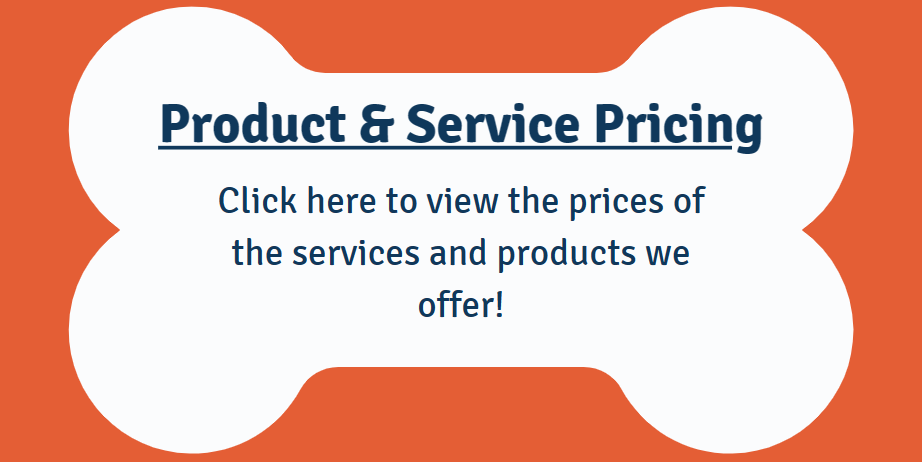 Product & Service Pricing
Click here to view the prices of
the services and products we
offer!